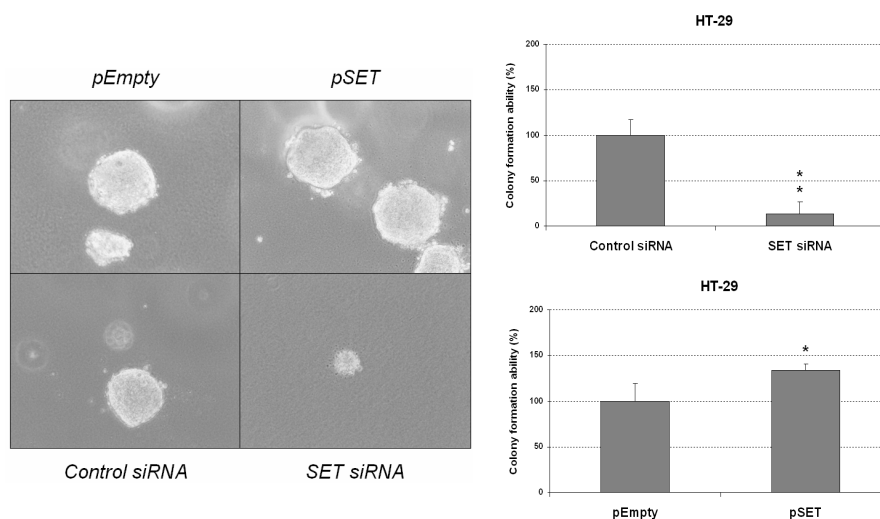 pEmpty pSET
Control siRNA SET siRNA
HT-29
Colony formation ability (%)
200
150
100
50
0
*
*
Control siRNA SET siRNA
HT-29
Colony formation ability (%)
200
150
100
50
0
*
pEmpty pSET